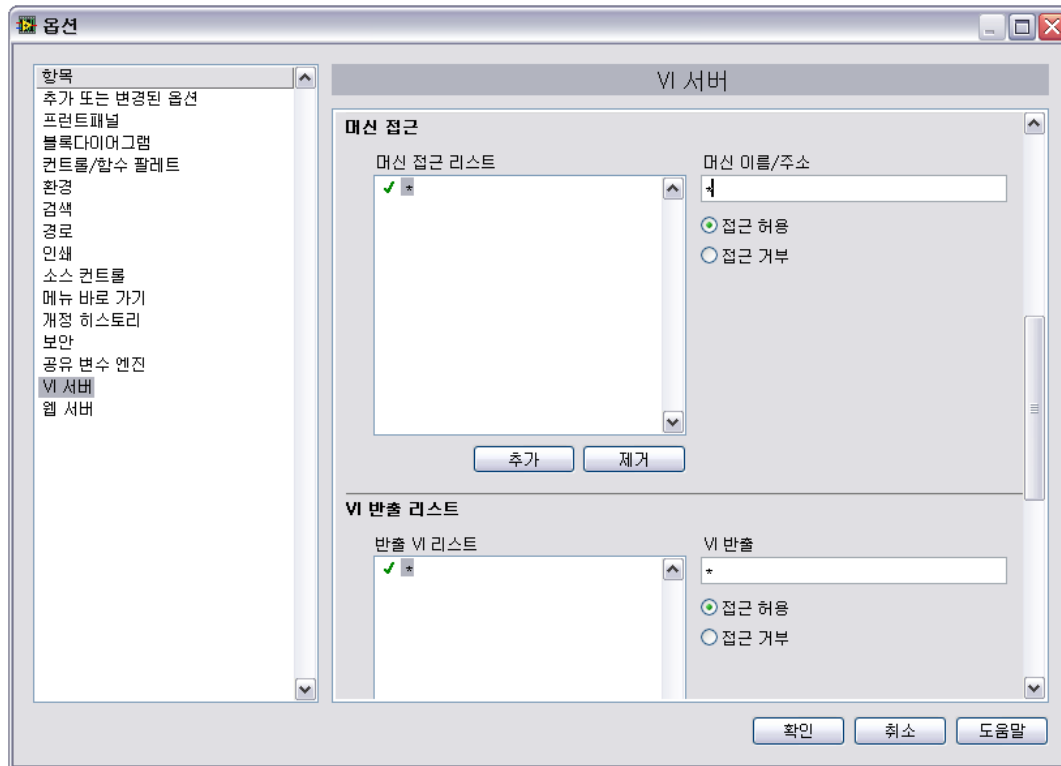 옵션
항목
추가 또는 변경된 옵션
프런트패널
블록다이어그램
컨트롤/함수 팔레트
환경
검색
경로
인쇄
소스 컨트롤
메뉴 바로 가기
개정 히스토리
보안
공유 변수 엔진
VI 서버
웹 서버
VI 서버
머신 접근
머신 접근 리스트
*
머신 이름/주소
*
접근 허용
접근 거부
추가
제거
VI 반출 리스트
반출 VI 리스트
*
VI 반출
*
접근 허용
접근 거부
확인
취소
도움말